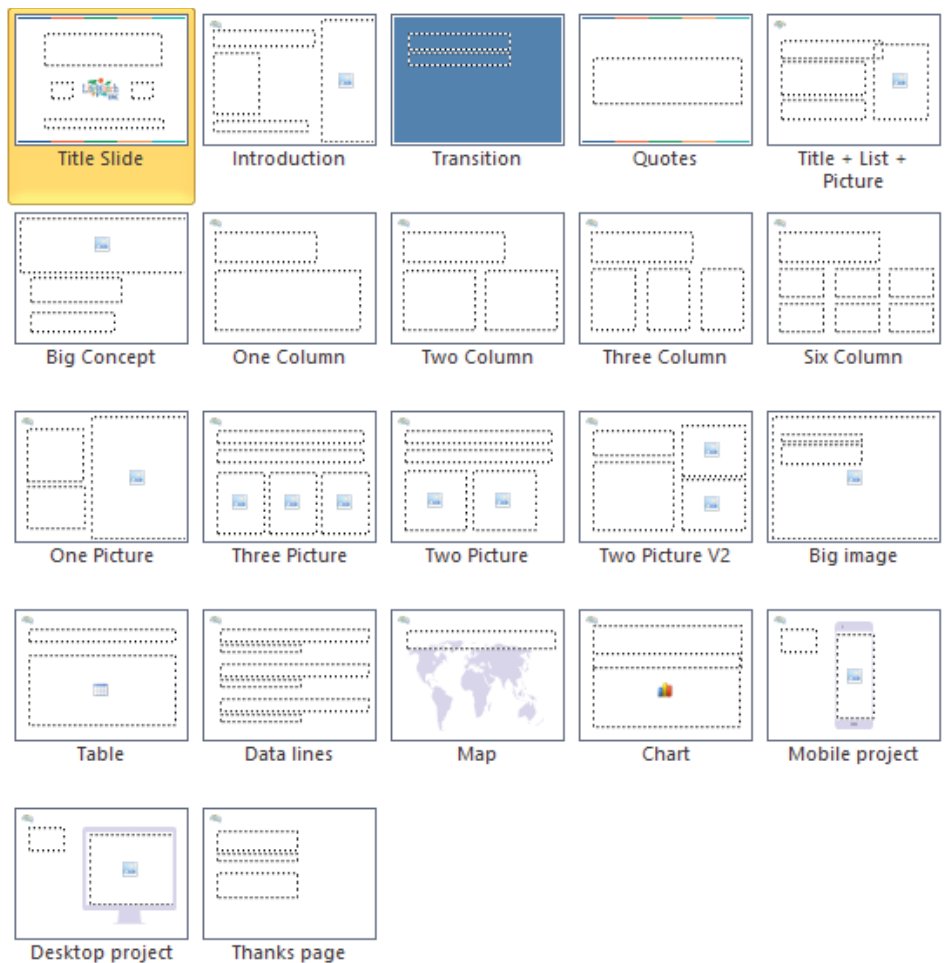 Title Slide
Introduction
Transition
Quotes
Title + List +
Picture
Big Concept
One Column
Two Column
Three Column
Six Column
One Picture
Three Picture
Two Picture
Two Picture V2
Big image
Table
Data lines
Map
Chart
Mobile project
Desktop project
Thanks page